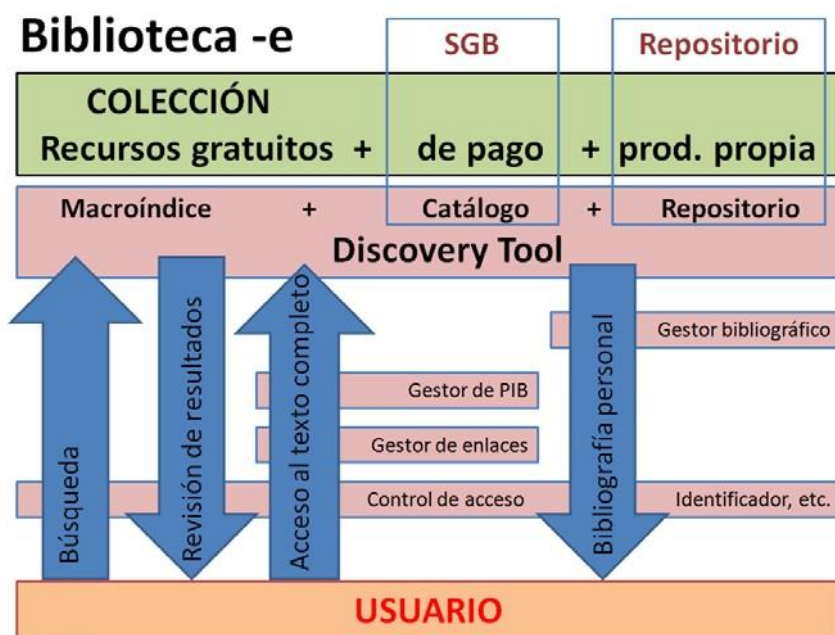 Biblioteca -e
SGB
Repositorio
COLECCIÓN
Recursos gratuitos + de pago + prod. propia
Macroíndice + Catálogo + Repositorio
Discovery Tool
Búsqueda
Revisión de resultados
Acceso al texto completo
Bibliografía personal
Gestor bibliográfico
Gestor de PIB
Gestor de enlaces
Control de acceso
Identificador, etc.
USUARIO